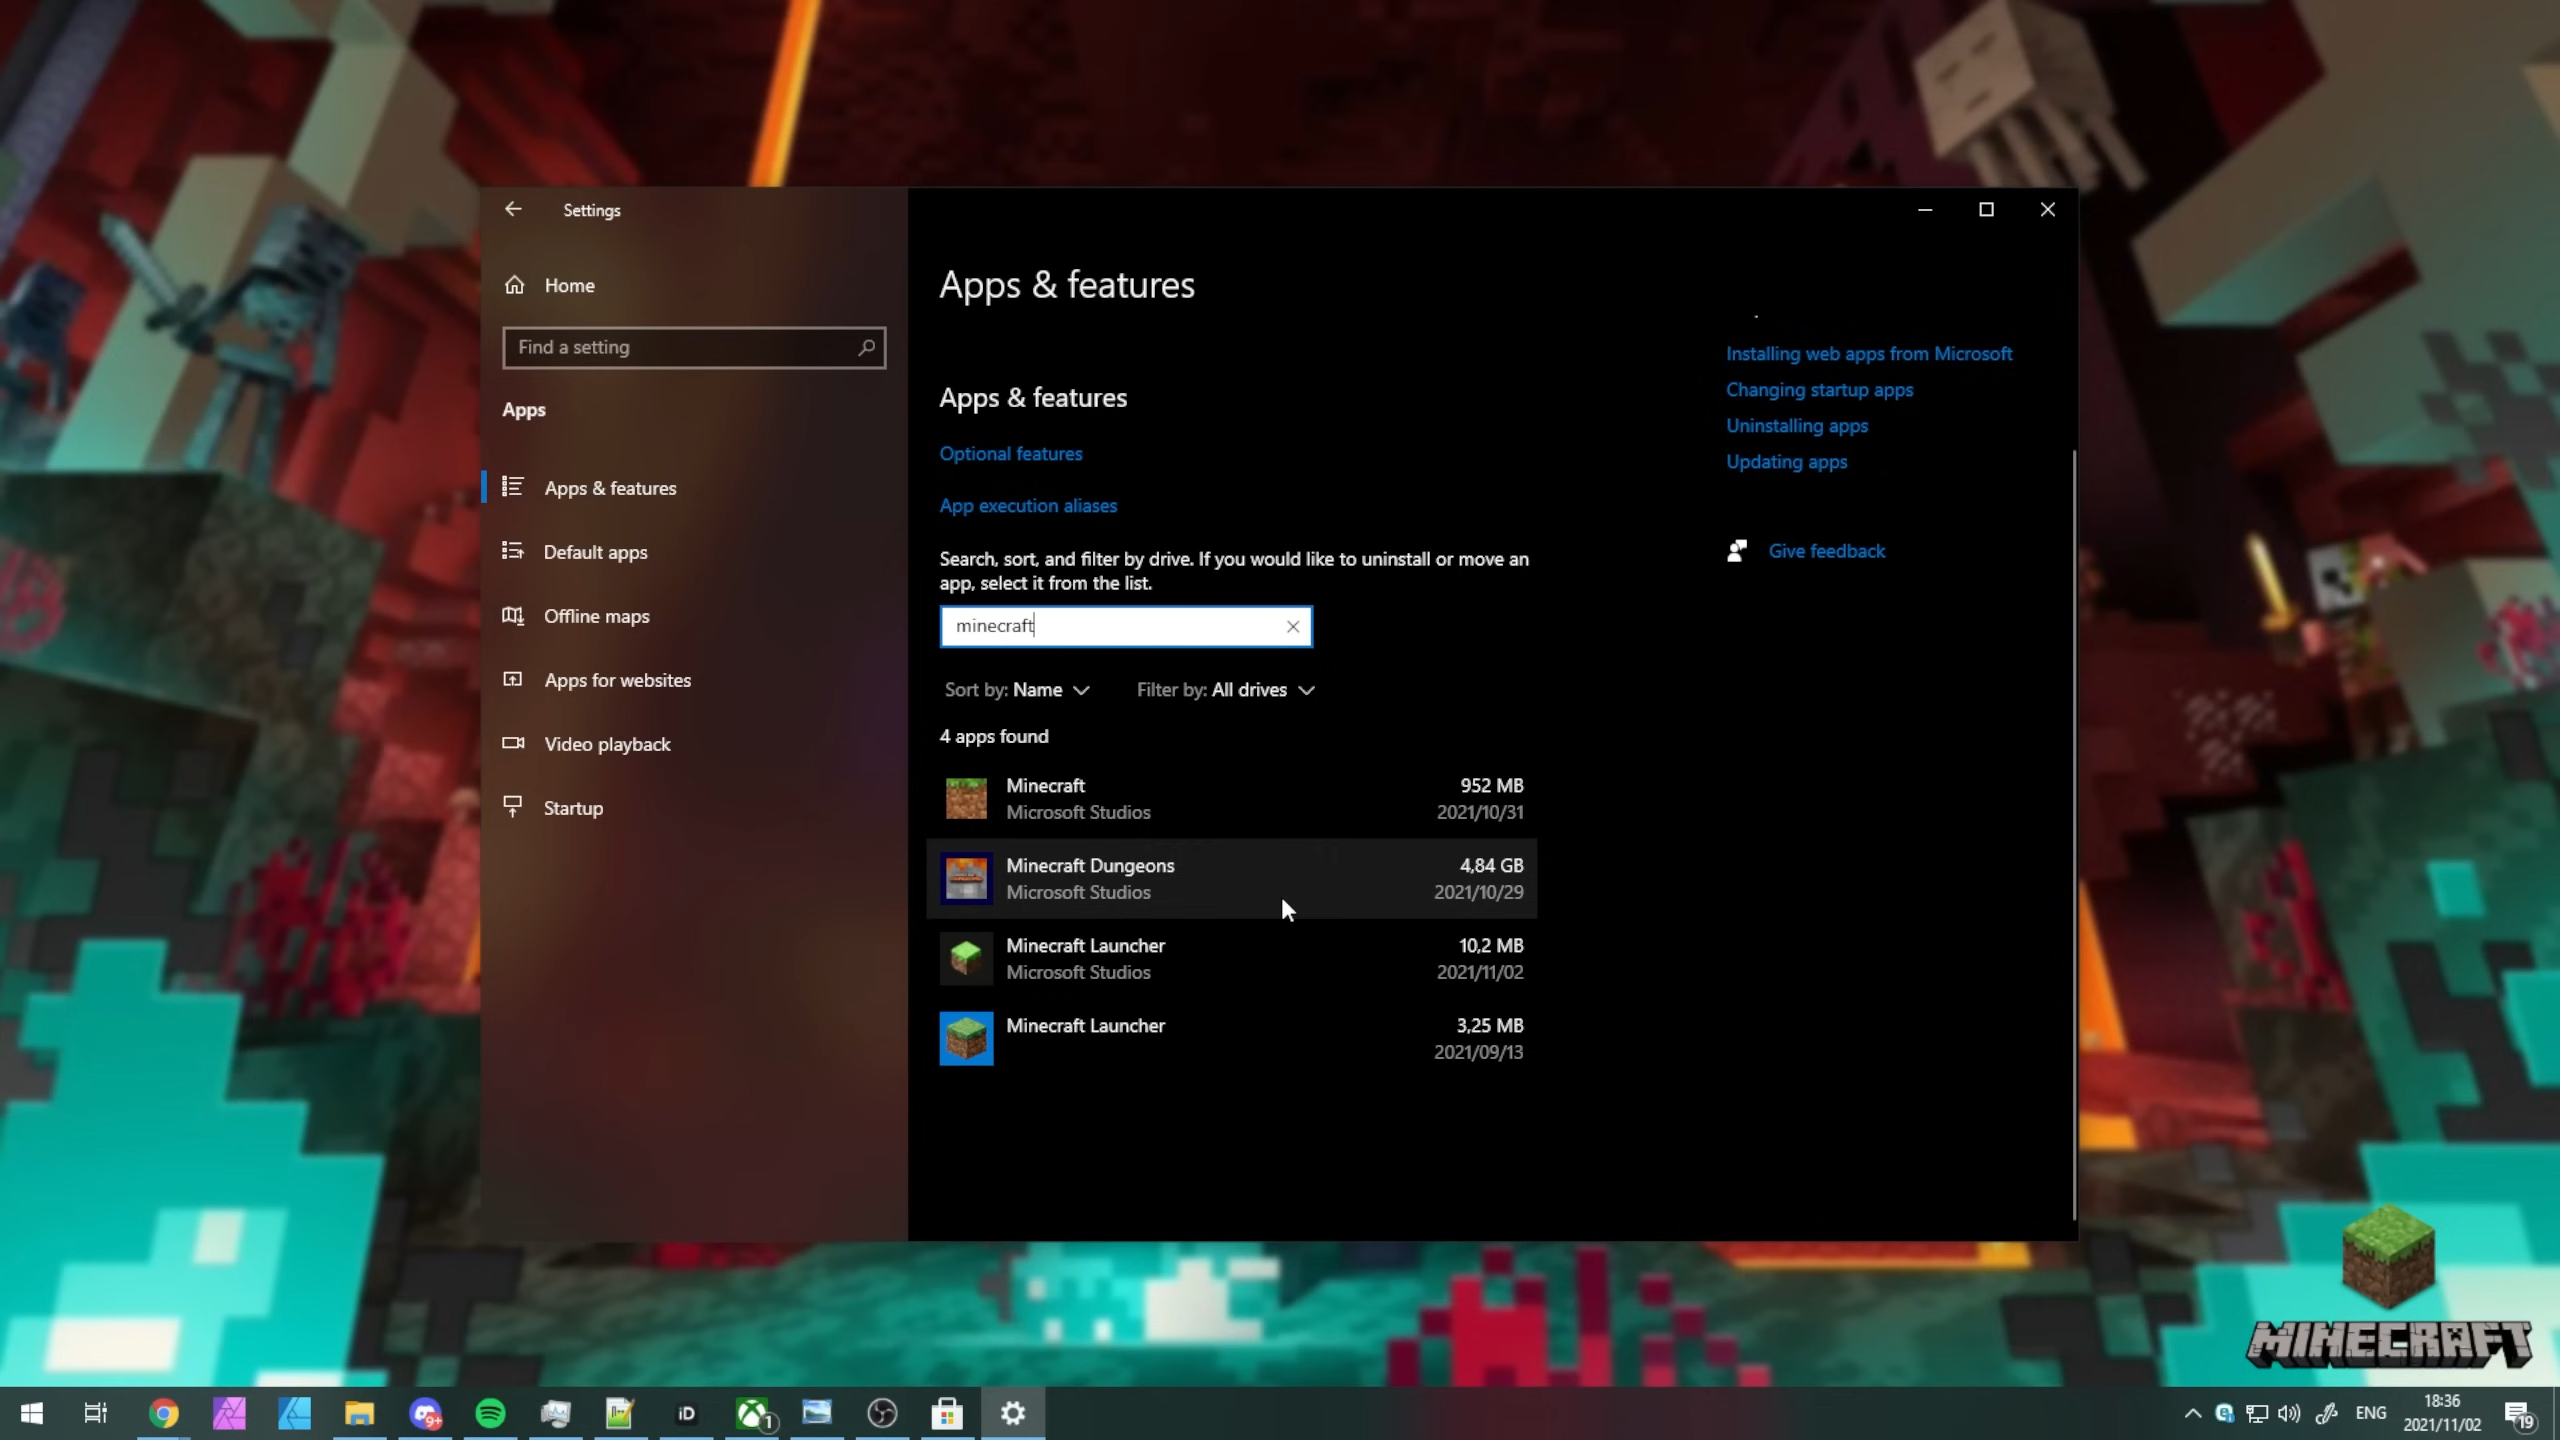 Settings
Home
Find a setting
Apps
Apps & features
Default apps
Offline maps
Apps for websites
Video playback
Startup
Apps & features
Apps & features
Optional features
App execution aliases
Search, sort, and filter by drive. If you would like to uninstall or move an
app, select it from the list.
minecraft
Sort by: Name
Filter by: All drives
4 apps found
Minecraft 952 MB
Microsoft Studios 2021/10/31
Minecraft Dungeons 4,84 GB
Microsoft Studios 2021/10/29
Minecraft Launcher 10,2 MB
Microsoft Studios 2021/11/02
Minecraft Launcher 3,25 MB
2021/09/13
Installing web apps from Microsoft
Changing startup apps
Uninstalling apps
Updating apps
Give feedback
MINECRAFT
9+
iD
1
ENG
18:36
2021/11/02
19